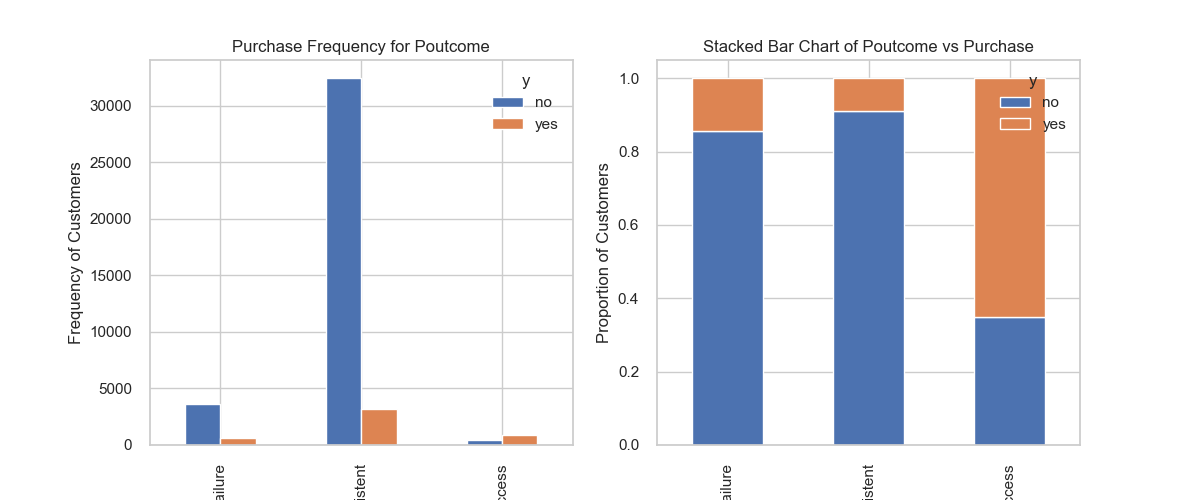 Purchase Frequency for Poutcome
Frequency of Customers
30000
25000
20000
15000
10000
5000
0
y
no
yes
ailure
istent
ccess
Stacked Bar Chart of Poutcome vs Purchase
Proportion of Customers
1.0
0.8
0.6
0.4
0.2
0.0
y
no
yes
ailure
istent
ccess